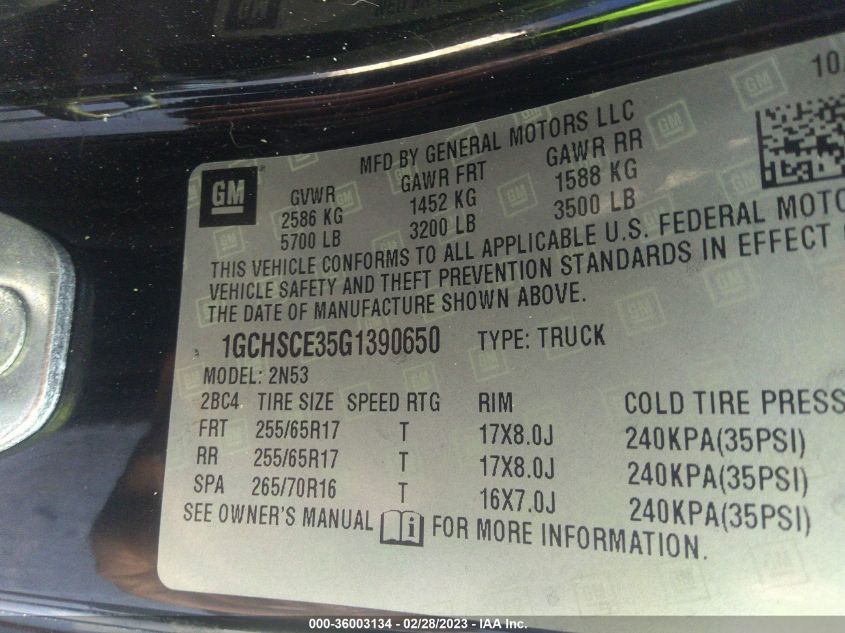 GM
10/
MFD BY GENERAL MOTORS LLC
GVWR GAWR FRT GAWR RR
2586 KG 1452 KG 1588 KG
5700 LB 3200 LB 3500 LB
THIS VEHICLE CONFORMS TO ALL APPLICABLE U.S. FEDERAL MOTO
VEHICLE SAFETY AND THEFT PREVENTION STANDARDS IN EFFECT
THE DATE OF MANUFACTURE SHOWN ABOVE.
1GCHSCE35G1390650 TYPE: TRUCK
MODEL: 2N53
2BC4 TIRE SIZE SPEED RTG RIM COLD TIRE PRESS
FRT 255/65R17 T 17X8.0J 240KPA(35PSI)
RR 255/65R17 T 17X8.0J 240KPA(35PSI)
SPA 265/70R16 T 16X7.0J 240KPA(35PSI)
SEE OWNER'S MANUAL i FOR MORE INFORMATION.
000-36003134 - 02/28/2023 - IAA Inc.